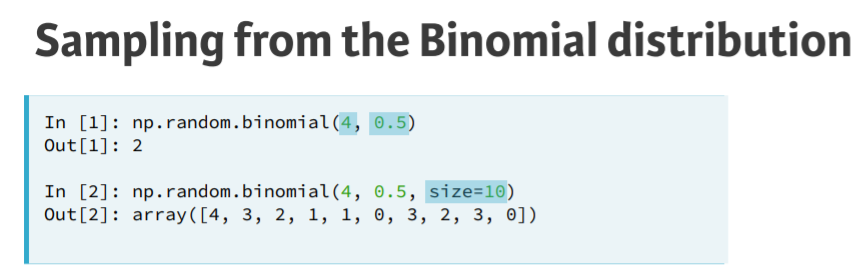 Sampling from the Binomial distribution
In [1]: np.random.binomial(4, 0.5)
Out[1]: 2
In [2]: np.random.binomial(4, 0.5, size=10)
Out[2]: array([4, 3, 2, 1, 1, 0, 3, 2, 3, 0])